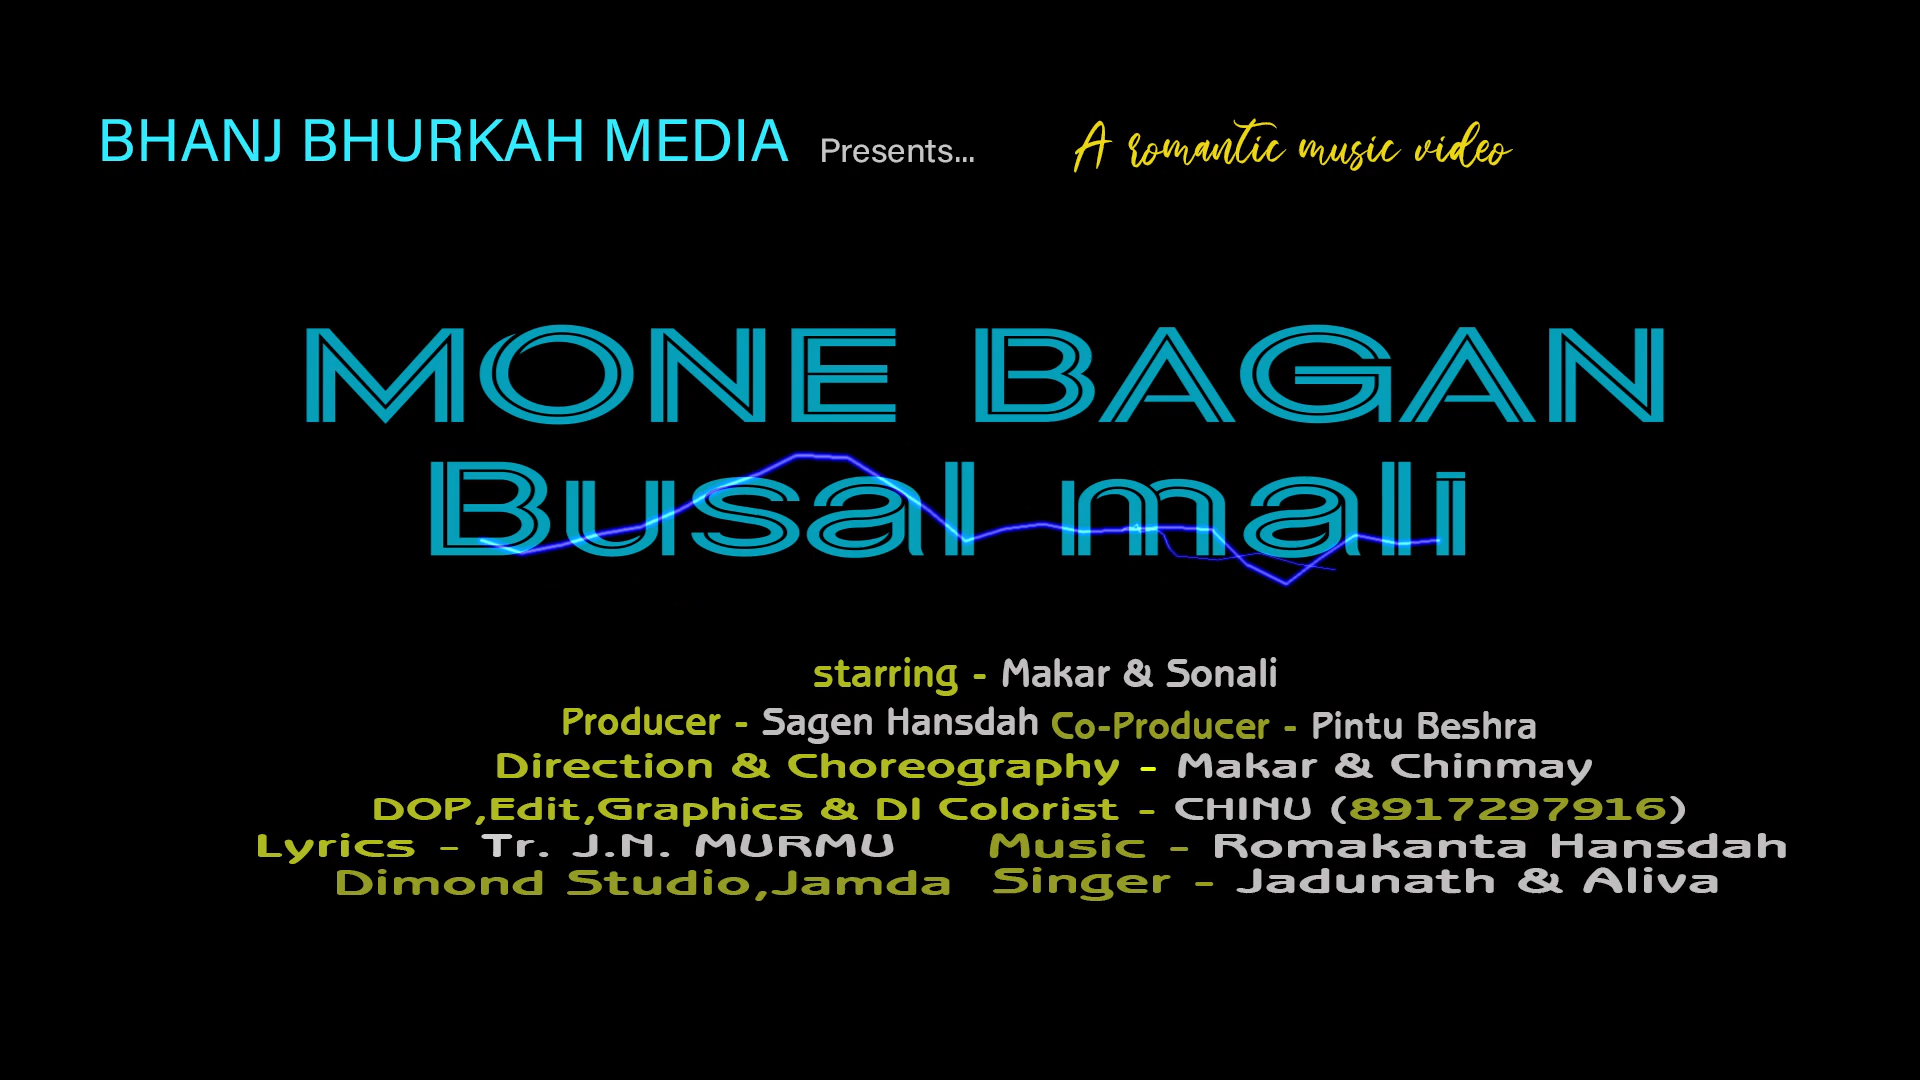 BHANJ BHURKAH MEDIA Presents... A romantic music video
MONE BAGAN
Busal mali
starring - Makar & Sonali
Producer - Sagen Hansdah Co-Producer - Pintu Beshra
Direction & Choreography - Makar & Chinmay
DOP,Edit,Graphics & DI Colorist - CHINU (8917297916)
Lyrics - Tr. J.N. MURMU Music - Romakanta Hansdah
Dimond Studio,Jamda Singer - Jadunath & Aliva